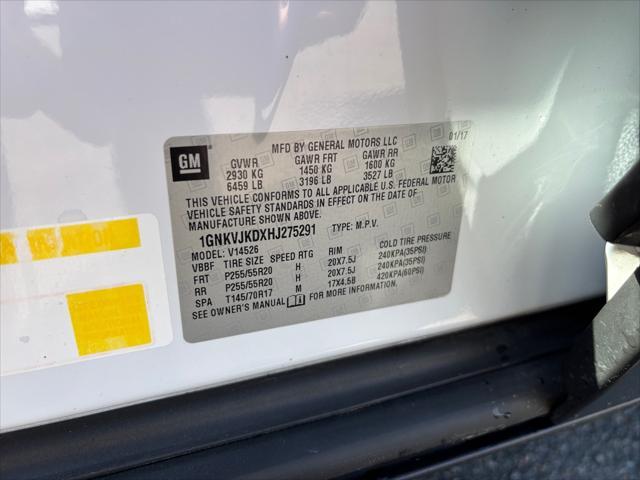 GM
MFD BY GENERAL MOTORS LLC
01/17
GVWR GAWR FRT GAWR RR
2930 KG 1450 KG 1600 KG
6459 LB 3196 LB 3527 LB
THIS VEHICLE CONFORMS TO ALL APPLICABLE U.S. FEDERAL MOTOR
VEHICLE SAFETY STANDARDS IN EFFECT ON THE DATE OF
MANUFACTURE SHOWN ABOVE.
1GNKVJKDXHJ275291 TYPE: M.P.V.
MODEL: V14526
VBBF TIRE SIZE SPEED RTG RIM COLD TIRE PRESSURE
FRT P255/55R20 H 20X7.5J 240KPA(35PSI)
RR P255/55R20 H 20X7.5J 240KPA(35PSI)
SPA T145/70R17 M 17X4.5B 420KPA(60PSI)
SEE OWNER'S MANUAL FOR MORE INFORMATION.